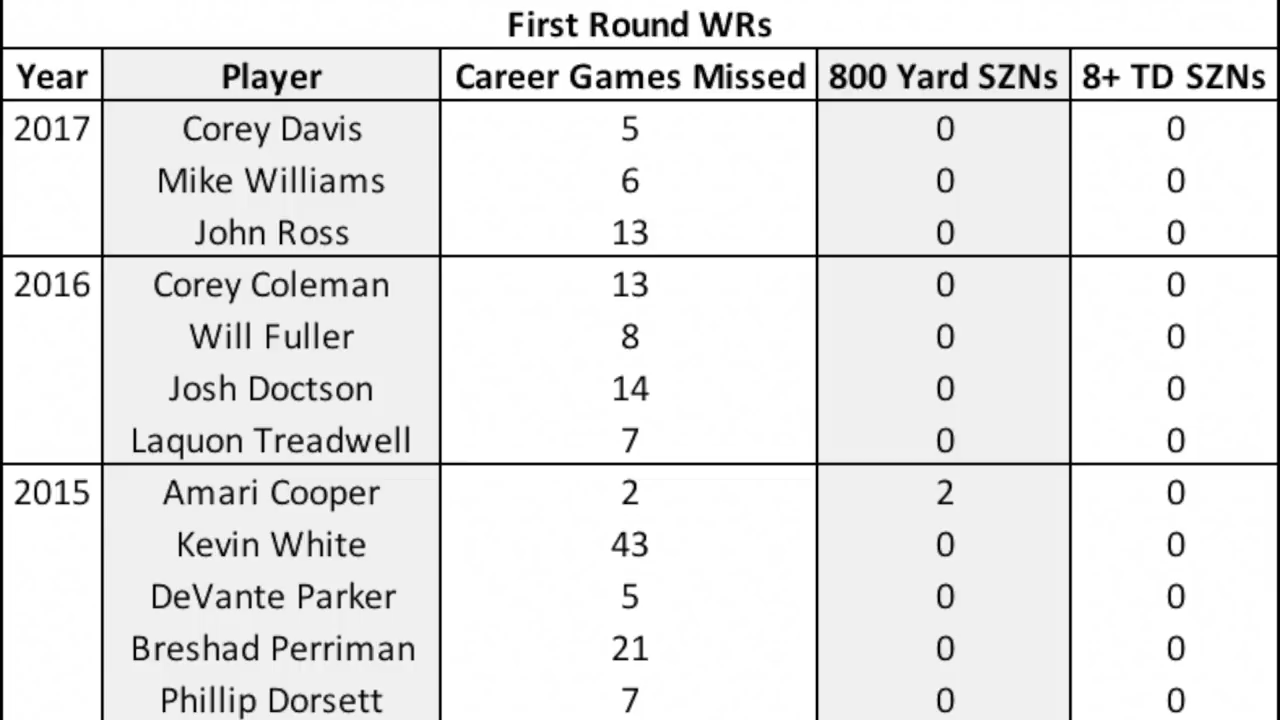 First Round WRs
Year Player Career Games Missed 800 Yard SZNs 8+ TD SZNs
2017 Corey Davis 5 0 0
Mike Williams 6 0 0
John Ross 13 0 0
2016 Corey Coleman 13 0 0
Will Fuller 8 0 0
Josh Doctson 14 0 0
Laquon Treadwell 7 0 0
2015 Amari Cooper 2 2 0
Kevin White 43 0 0
DeVante Parker 5 0 0
Breshad Perriman 21 0 0
Phillip Dorsett 7 0 0